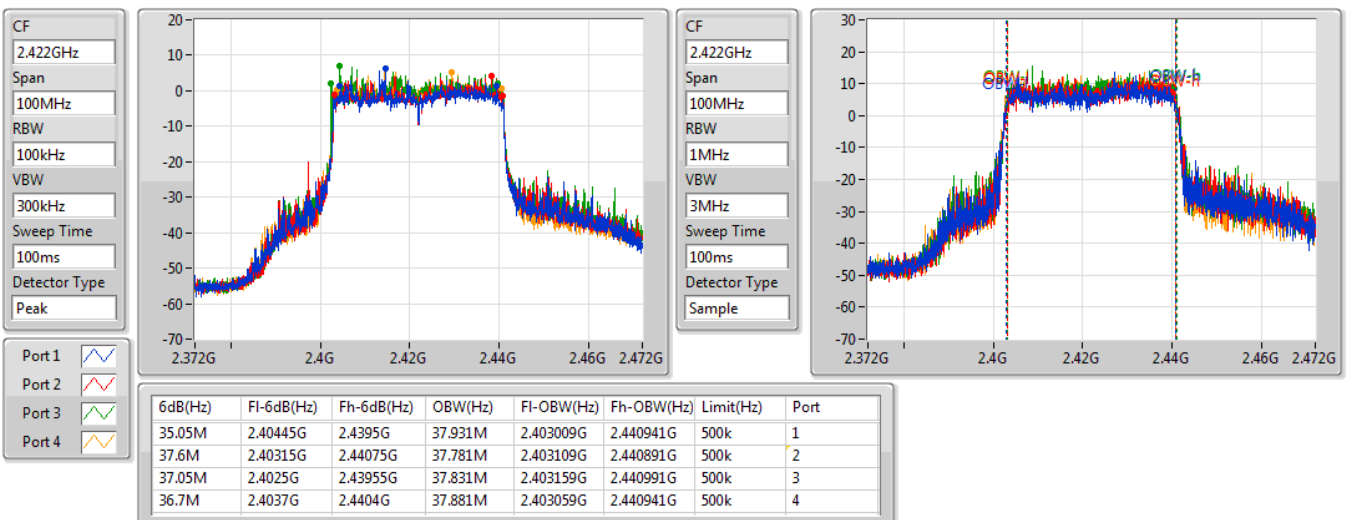 CF
2.422GHz
Span
100MHz
RBW
100kHz
VBW
300kHz
Sweep Time
100ms
Detector Type
Peak
20
10
0
-10
-20
-30
-40
-50
-60
-70
2.372G 2.4G 2.42G 2.44G 2.46G 2.472G
CF
2.422GHz
Span
100MHz
RBW
1MHz
VBW
3MHz
Sweep Time
100ms
Detector Type
Sample
30
20
10
0
-10
-20
-30
-40
-50
-60
-70
OBW-l OBW-h
2.372G 2.4G 2.42G 2.44G 2.46G 2.472G
Port 1
Port 2
Port 3
Port 4
6dB(Hz) Fl-6dB(Hz) Fh-6dB(Hz) OBW(Hz) Fl-OBW(Hz) Fh-OBW(Hz) Limit(Hz) Port
35.05M 2.40445G 2.4395G 37.931M 2.403009G 2.440941G 500k 1
37.6M 2.40315G 2.44075G 37.781M 2.403109G 2.440891G 500k 2
37.05M 2.4025G 2.43955G 37.831M 2.403159G 2.440991G 500k 3
36.7M 2.4037G 2.4404G 37.881M 2.403059G 2.440941G 500k 4